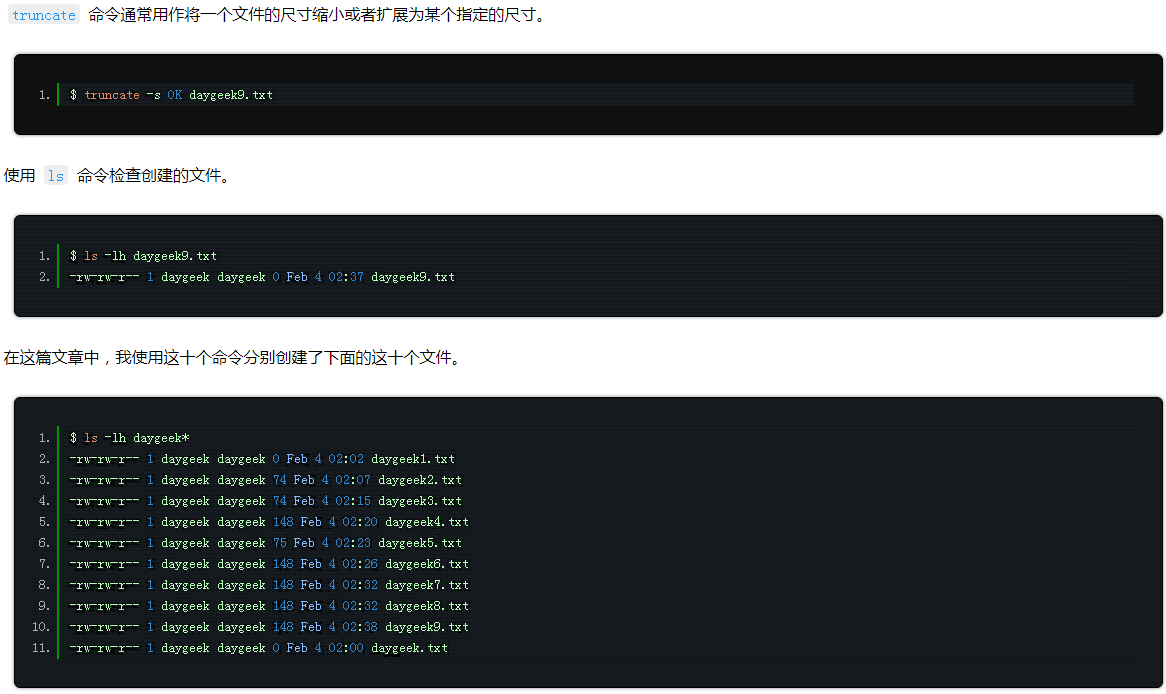 truncate 命令通常用作将一个文件的尺寸缩小或者扩展为某个指定的尺寸。
1. $ truncate -s 0K daygeek9.txt
使用 ls 命令检查创建的文件。
1. $ ls -lh daygeek9.txt
2. -rw-rw-r-- 1 daygeek daygeek 0 Feb 4 02:37 daygeek9.txt
在这篇文章中，我使用这十个命令分别创建了下面的这十个文件。
1. $ ls -lh daygeek*
2. -rw-rw-r-- 1 daygeek daygeek 0 Feb 4 02:02 daygeek1.txt
3. -rw-rw-r-- 1 daygeek daygeek 74 Feb 4 02:07 daygeek2.txt
4. -rw-rw-r-- 1 daygeek daygeek 74 Feb 4 02:15 daygeek3.txt
5. -rw-rw-r-- 1 daygeek daygeek 148 Feb 4 02:20 daygeek4.txt
6. -rw-rw-r-- 1 daygeek daygeek 75 Feb 4 02:23 daygeek5.txt
7. -rw-rw-r-- 1 daygeek daygeek 148 Feb 4 02:26 daygeek6.txt
8. -rw-rw-r-- 1 daygeek daygeek 148 Feb 4 02:32 daygeek7.txt
9. -rw-rw-r-- 1 daygeek daygeek 148 Feb 4 02:32 daygeek8.txt
10. -rw-rw-r-- 1 daygeek daygeek 148 Feb 4 02:38 daygeek9.txt
11. -rw-rw-r-- 1 daygeek daygeek 0 Feb 4 02:00 daygeek.txt